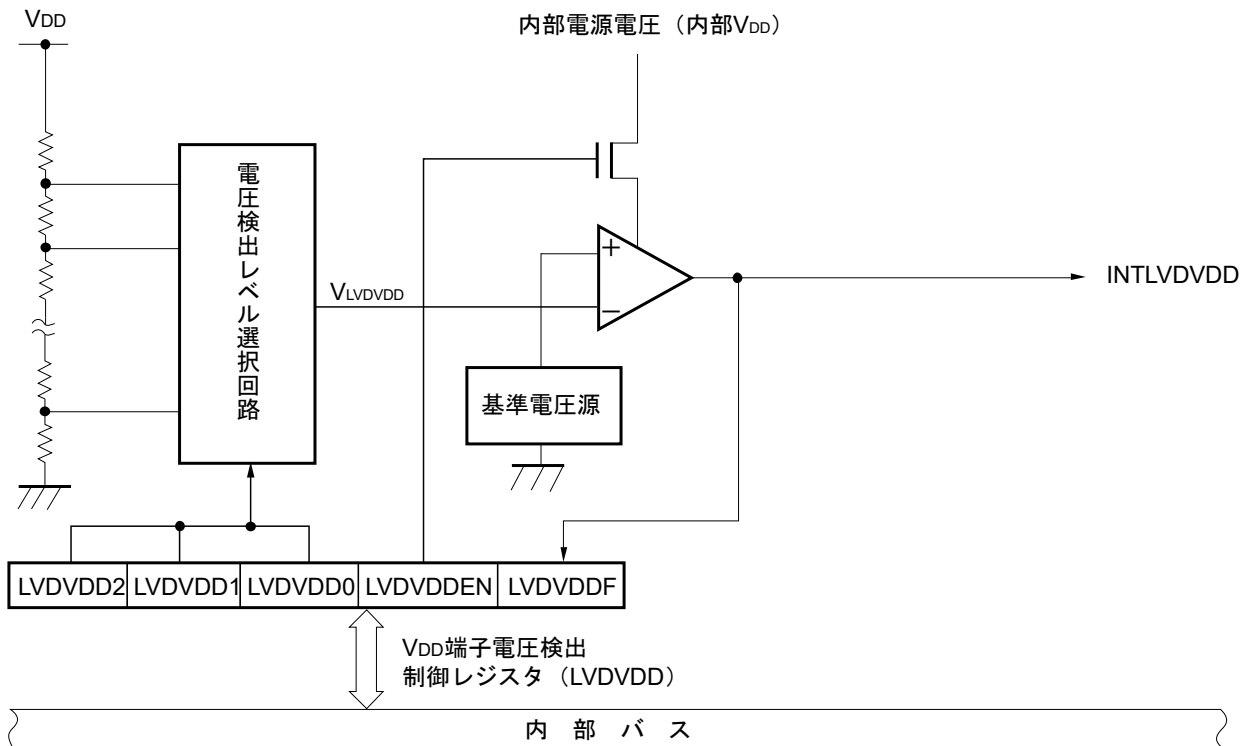 VDD
内部電源電圧（内部VDD）
電圧検出レベル選択回路
+
INTLVDVDD
VLVDVDD
−
基準電圧源
LVDVDD2 LVDVDD1 LVDVDD0 LVDVDDEN LVDVDDF
VDD端子電圧検出
制御レジスタ（LVDVDD）
内 部 バ ス